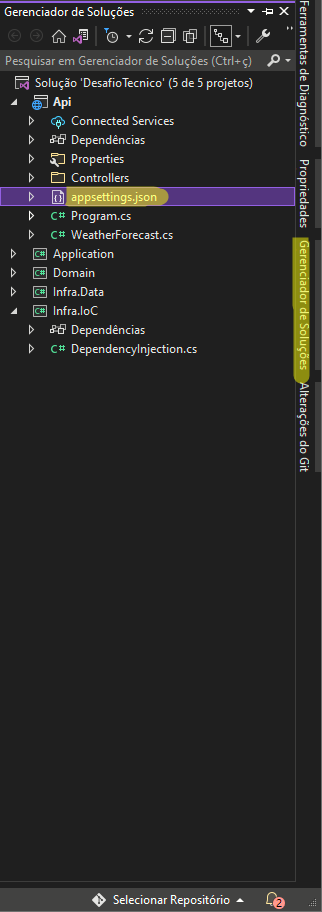 Gerenciador de Soluções
Pesquisar em Gerenciador de Soluções (Ctrl+ç)
Solução 'DesafioTecnico' (5 de 5 projetos)
Api
Connected Services
Dependências
Properties
Controllers
appsettings.json
C# Program.cs
C# WeatherForecast.cs
C# Application
C# Domain
C# Infra.Data
C# Infra.IoC
Dependências
C# DependencyInjection.cs
Ferramentas de Diagnóstico
Propriedades
Gerenciador de Soluções
Alterações do Git
Selecionar Repositório
2